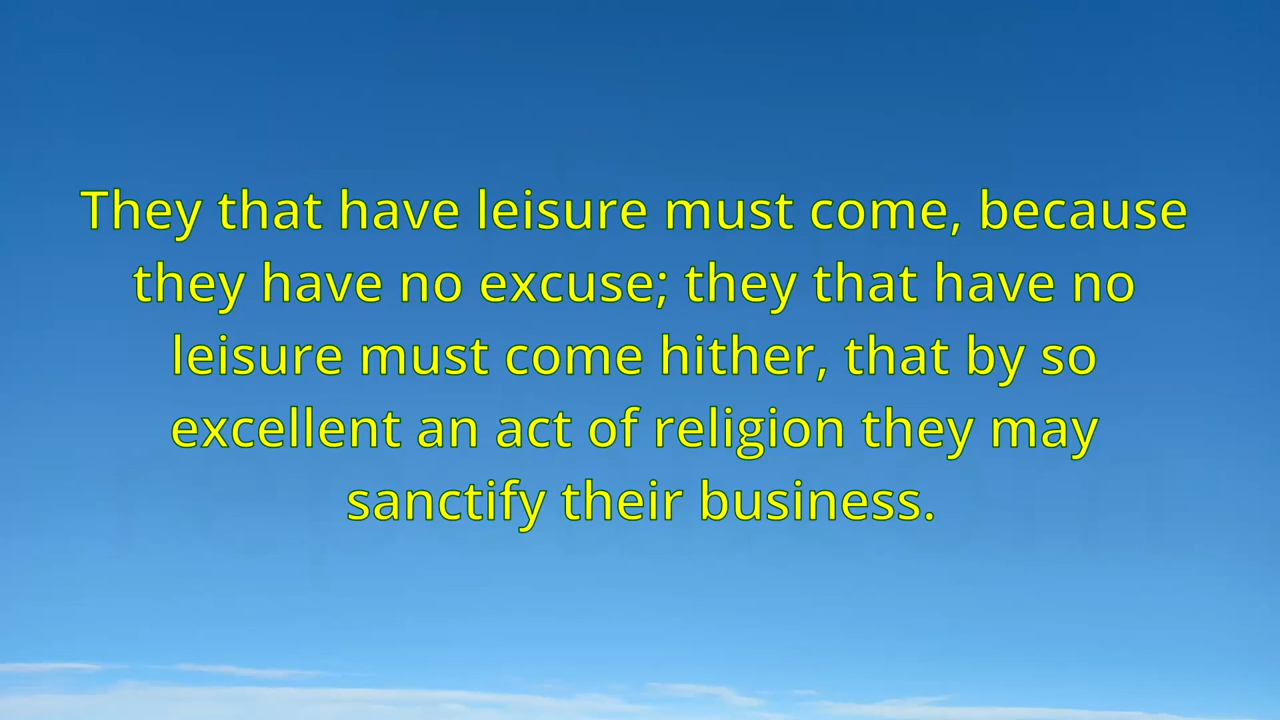 They that have leisure must come, because
they have no excuse; they that have no
leisure must come hither, that by so
excellent an act of religion they may
sanctify their business.